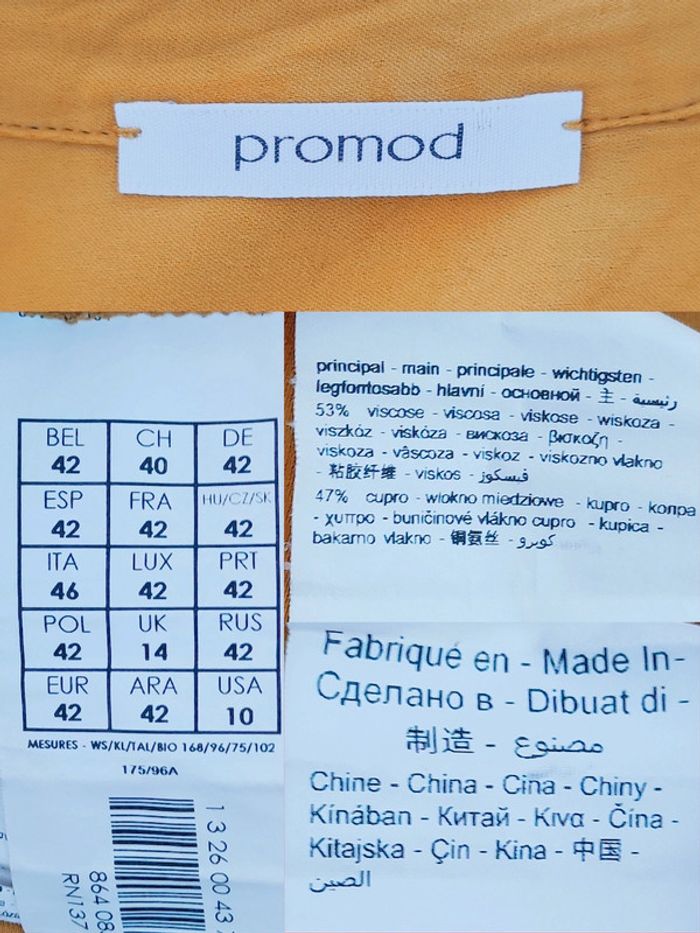 promod
BEL CH DE
42 40 42
ESP FRA HU/CZ/SK
42 42 42
ITA LUX PRT
46 42 42
POL UK RUS
42 14 42
EUR ARA USA
42 42 10
MESURES - WS/KL/TAL/BIO 168/96/75/102
175/96A
1 3 26 00 43
864 08
RN137
principal - main - principale - wichtigsten -
legfontosabb - hlavní - основной - 主 - رئيسية
53% viscose - viscosa - viskose - wiskoza -
viszkóz - viskóza - вискоза - βισκοζη -
viskoza - vâscoza - viskoz - viskozno vlakno
- 粘胶纤维 - viskos - فيسكوز
47% cupro - wlokno miedziowe - kupro - копра
- χυπρο - buničinové vlákno cupro - kupica -
bakarno vlakno - 铜氨丝 - كوبرو
Fabriqué en - Made In-
Сделано в - Dibuat di -
制造 - مصنوع
Chine - China - Cina - Chiny -
Kínában - Китай - Κινα - Čína -
Kitajska - Çin - Kina - 中国 -
الصين